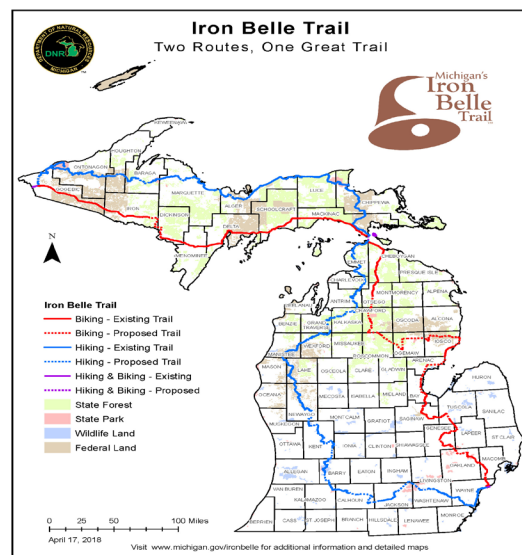 Iron Belle Trail
Two Routes, One Great Trail
DEPARTMENT OF NATURAL RESOURCES
DNR
MICHIGAN
Michigan's
Iron
Belle
Trail
KEWEENAW
HOUGHTON
ONTONAGON
BARAGA
GOGEBIC
IRON
MARQUETTE
DICKINSON
MENOMINEE
ALGER
DELTA
SCHOOLCRAFT
LUCE
MACKINAC
CHIPPEWA
EMMET
CHEBOYGAN
PRESQUE ISLE
CHARLEVOIX
ANTRIM
OTSEGO
MONTMORENCY
ALPENA
LEELANAU
BENZIE
GRAND TRAVERSE
KALKASKA
CRAWFORD
OSCODA
ALCONA
MANISTEE
WEXFORD
MISSAUKEE
ROSCOMMON
OGEMAW
IOSCO
ARENAC
MASON
LAKE
OSCEOLA
CLARE
GLADWIN
HURON
OCEANA
NEWAYGO
MECOSTA
ISABELLA
MIDLAND
BAY
TUSCOLA
SANILAC
MUSKEGON
MONTCALM
GRATIOT
SAGINAW
GENESEE
LAPEER
ST CLAIR
OTTAWA
KENT
IONIA
CLINTON
SHIAWASSEE
OAKLAND
MACOMB
ALLEGAN
BARRY
EATON
INGHAM
LIVINGSTON
VAN BUREN
KALAMAZOO
CALHOUN
JACKSON
WASHTENAW
WAYNE
BERRIEN
CASS
ST JOSEPH
BRANCH
HILLSDALE
LENAWEE
MONROE
N
Iron Belle Trail
Biking - Existing Trail
Biking - Proposed Trail
Hiking - Existing Trail
Hiking - Proposed Trail
Hiking & Biking - Existing
Hiking & Biking - Proposed
State Forest
State Park
Wildlife Land
Federal Land
0 25 50 100 Miles
April 17, 2018
Visit www.michigan.gov/ironbelle for additional information and detailed maps